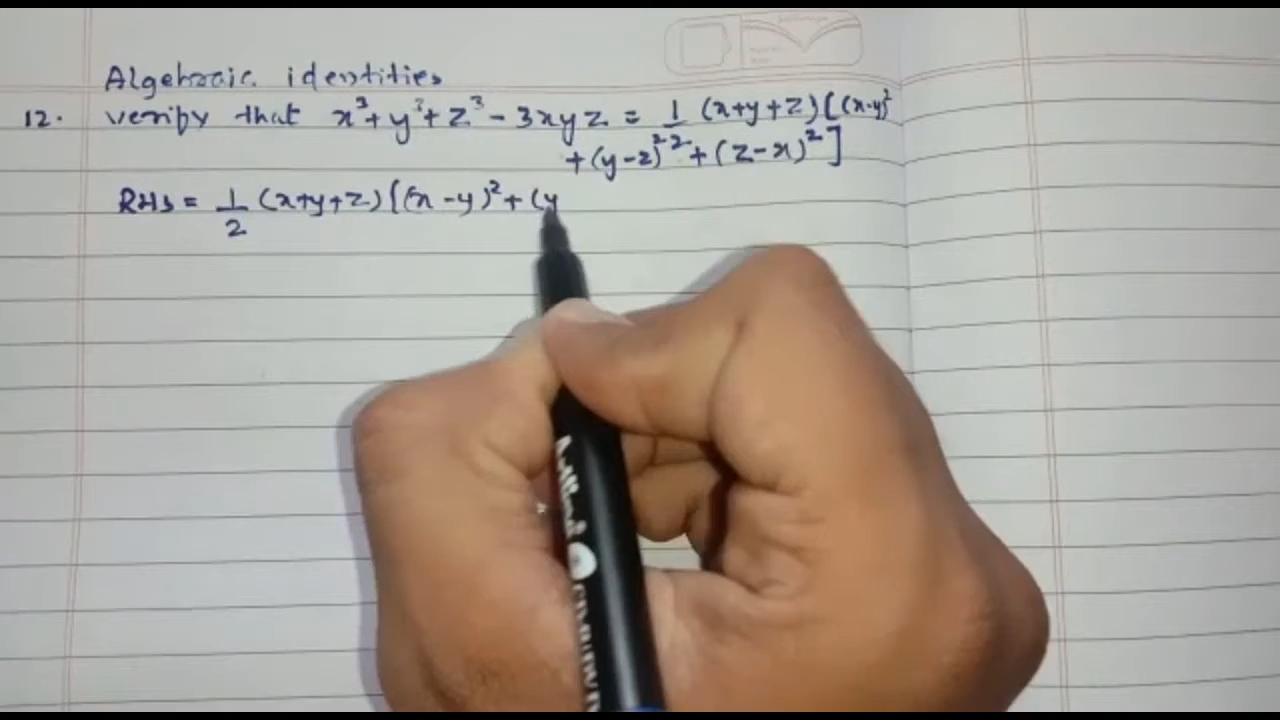 Algebraic identities
12. verify that x³+y³+z³-3xyz = 1/2 (x+y+z)[(x-y)²
+(y-z)²+(z-x)²]
RHS = 1/2 (x+y+z)[(x-y)²+(y